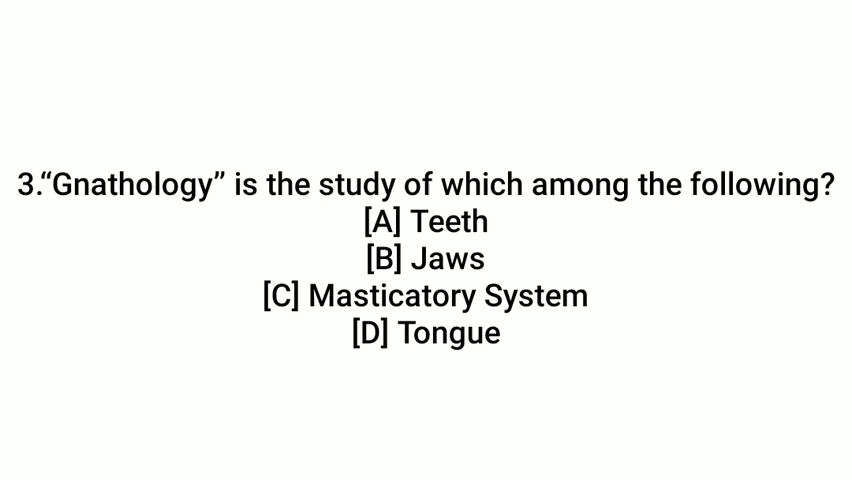 3.“Gnathology” is the study of which among the following?
[A] Teeth
[B] Jaws
[C] Masticatory System
[D] Tongue